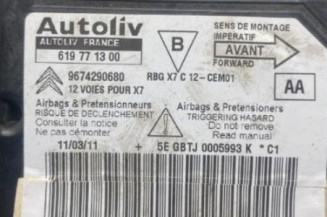 Autoliv
AUTOLIV FRANCE
619 77 13 00
9674290680
12 VOIES POUR X7
B
RBG X7 C 12-CEM01
SENS DE MONTAGE
IMPÉRATIF
AVANT
FORWARD
AA
Airbags & Pretensionneurs
RISQUE DE DECLENCHEMENT
Consulter la notice
Ne pas démonter
Airbags & Pretensioners
TRIGGERING HASARD
Do not remove
Read manual
11/03/11 + 5E GBTJ 0005993 K * C1